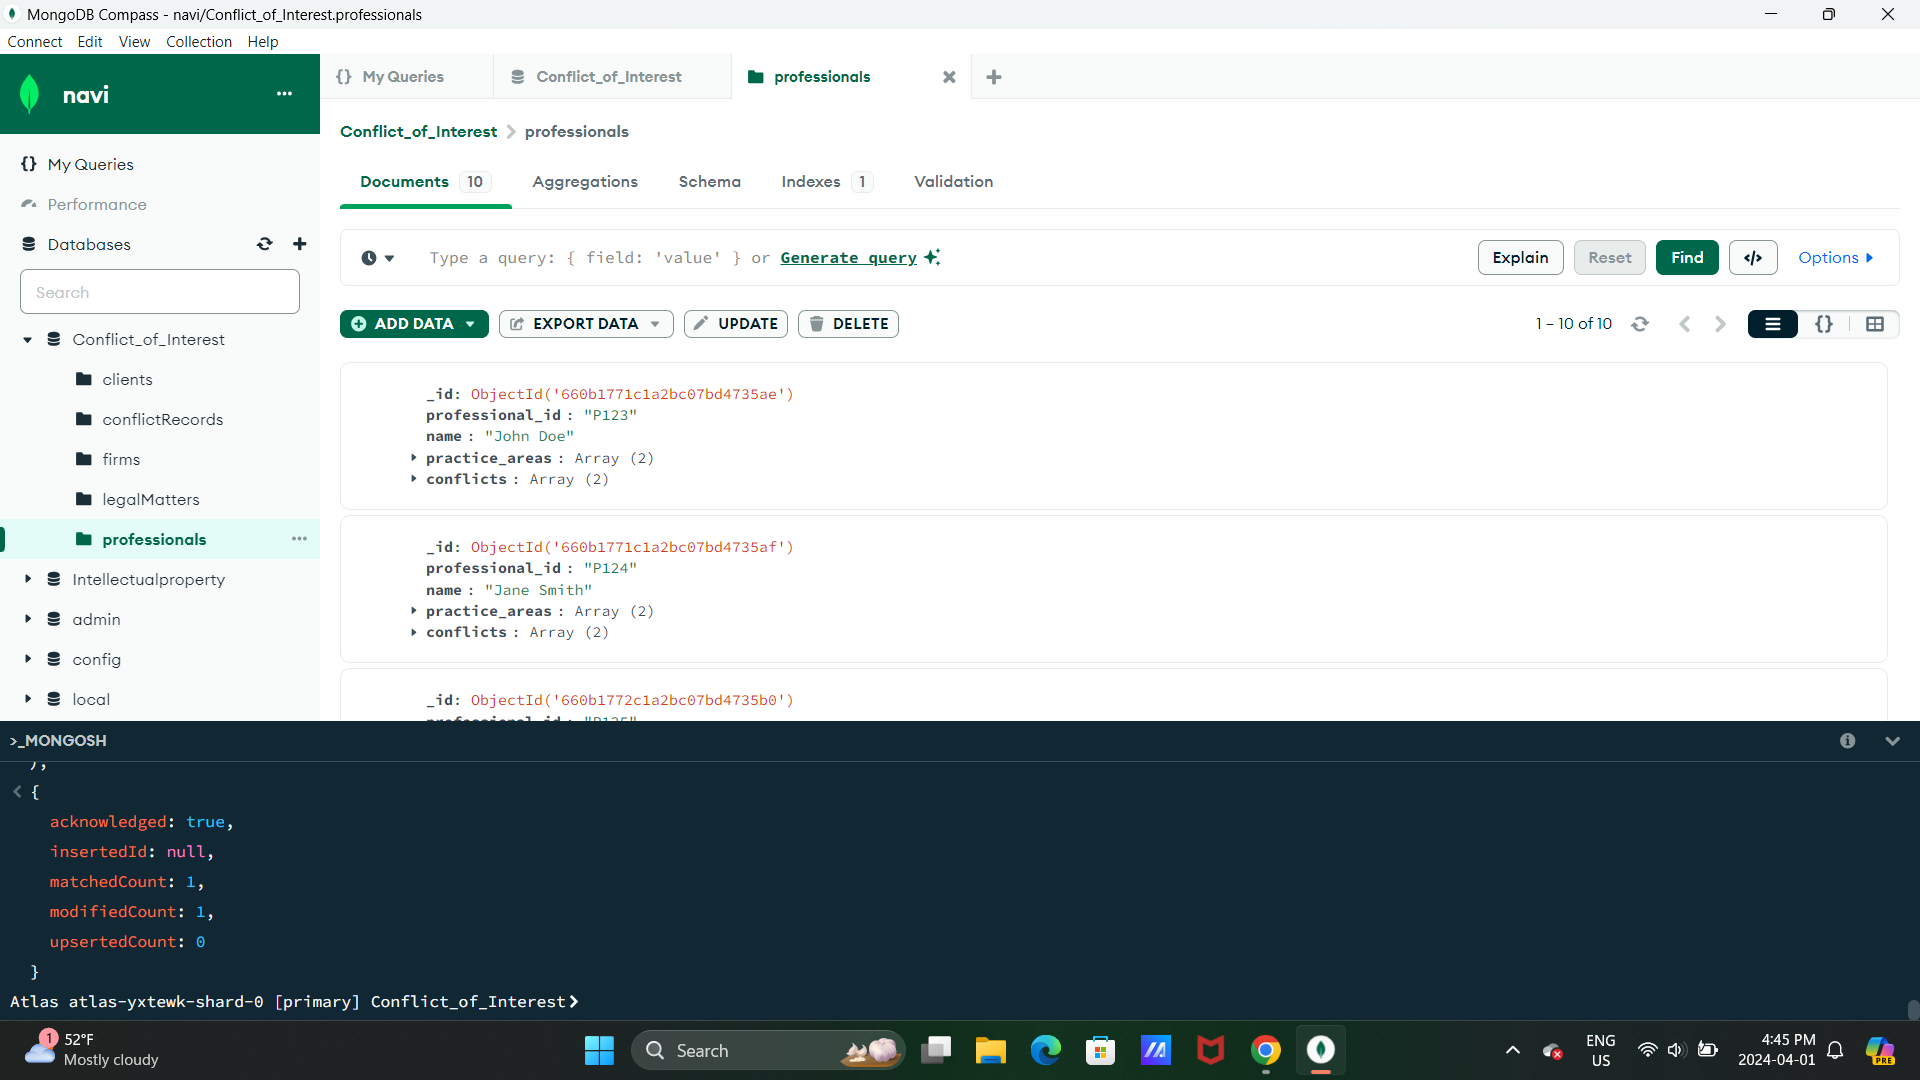 MongoDB Compass - navi/Conflict_of_Interest.professionals
Connect Edit View Collection Help
navi
My Queries
Performance
Databases
Search
Conflict_of_Interest
clients
conflictRecords
firms
legalMatters
professionals
Intellectualproperty
admin
config
local
{} My Queries
Conflict_of_Interest
professionals
Conflict_of_Interest > professionals
Documents 10 Aggregations Schema Indexes 1 Validation
Type a query: { field: 'value' } or Generate query
Explain Reset Find </> Options
ADD DATA EXPORT DATA UPDATE DELETE
1 – 10 of 10
{}
_id: ObjectId('660b1771c1a2bc07bd4735ae')
professional_id : "P123"
name : "John Doe"
practice_areas : Array (2)
conflicts : Array (2)
_id: ObjectId('660b1771c1a2bc07bd4735af')
professional_id : "P124"
name : "Jane Smith"
practice_areas : Array (2)
conflicts : Array (2)
_id: ObjectId('660b1772c1a2bc07bd4735b0')
professional_id : "P125"
>_MONGOSH
);
< {
acknowledged: true,
insertedId: null,
matchedCount: 1,
modifiedCount: 1,
upsertedCount: 0
}
Atlas atlas-yxtewk-shard-0 [primary] Conflict_of_Interest>
1
52°F
Mostly cloudy
Search
ENG
US
4:45 PM
2024-04-01
PRE